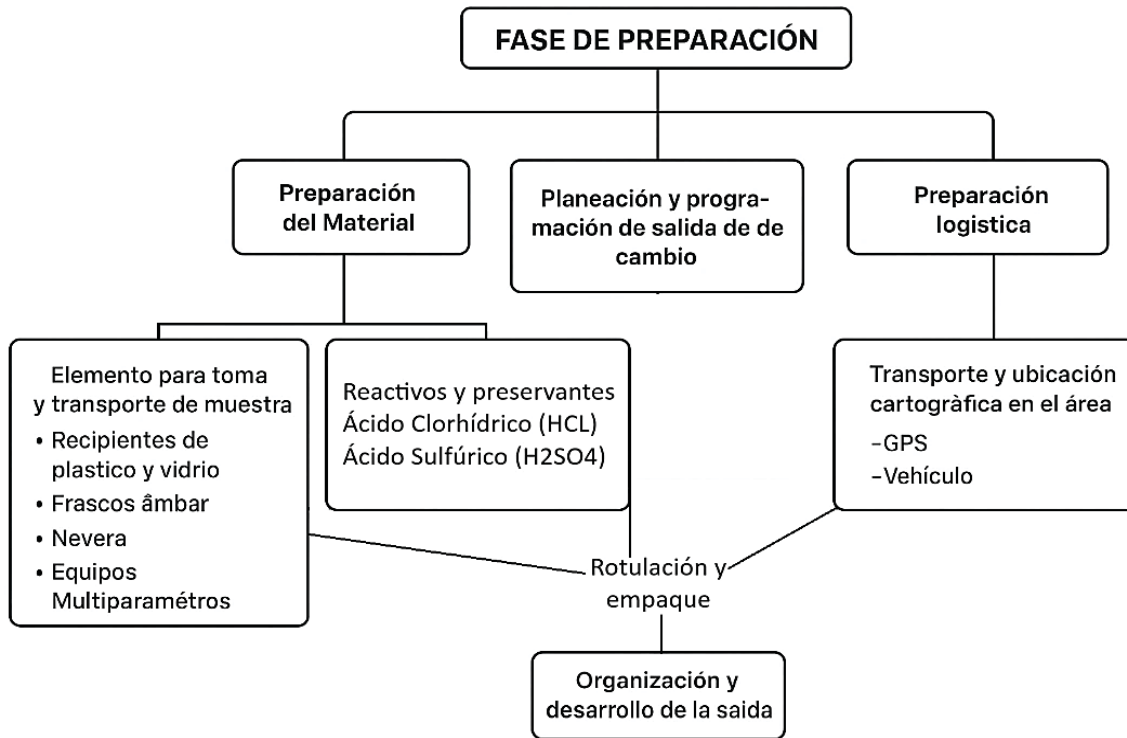 FASE DE PREPARACIÓN
Preparación
del Material
Planeación y progra-
mación de salida de de
cambio
Preparación
logistica
Elemento para toma
y transporte de muestra
• Recipientes de
plastico y vidrio
• Frascos âmbar
• Nevera
• Equipos
Multiparamétros
Reactivos y preservantes
Ácido Clorhídrico (HCL)
Ácido Sulfúrico (H2SO4)
Transporte y ubicación
cartogràfica en el área
-GPS
-Vehículo
Rotulación y
empaque
Organización y
desarrollo de la saida